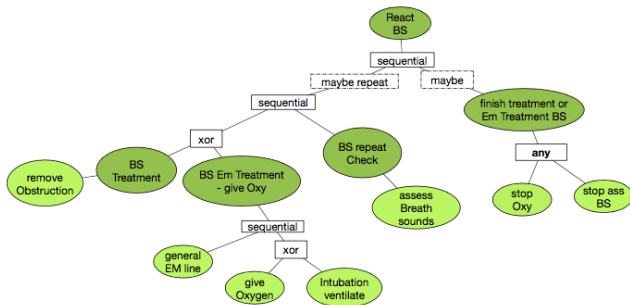 React
BS
sequential
maybe repeat
maybe
sequential
finish treatment or
Em Treatment BS
xor
BS repeat
Check
any
BS
Treatment
remove
Obstruction
BS Em Treatment
- give Oxy
assess
Breath
sounds
stop
Oxy
stop ass
BS
sequential
general
EM line
xor
give
Oxygen
Intubation
ventilate